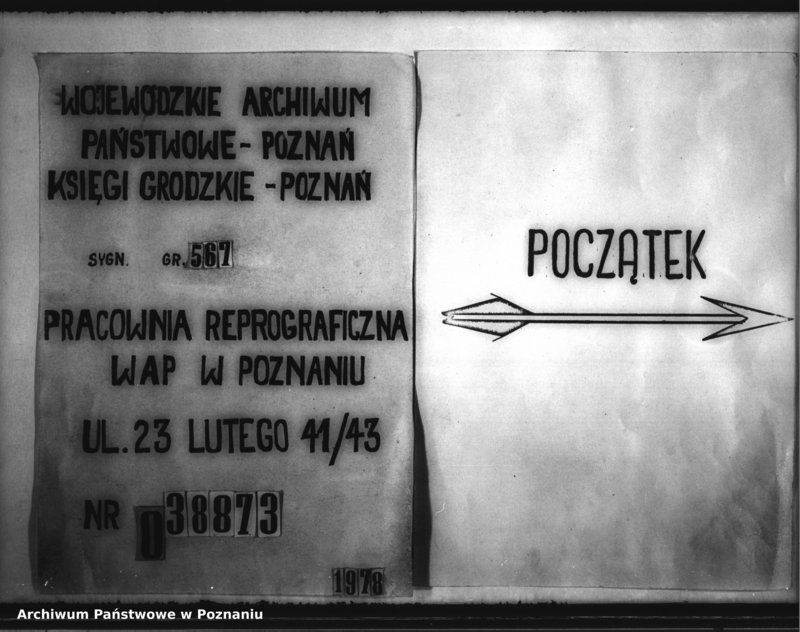 WOJEWÓDZKIE ARCHIWUM
PAŃSTWOWE - POZNAŃ
KSIĘGI GRODZKIE - POZNAŃ
SYGN. GR. 567
PRACOWNIA REPROGRAFICZNA
WAP W POZNANIU
UL. 23 LUTEGO 41/43
NR 038873
1978
POCZĄTEK
Archiwum Państwowe w Poznaniu